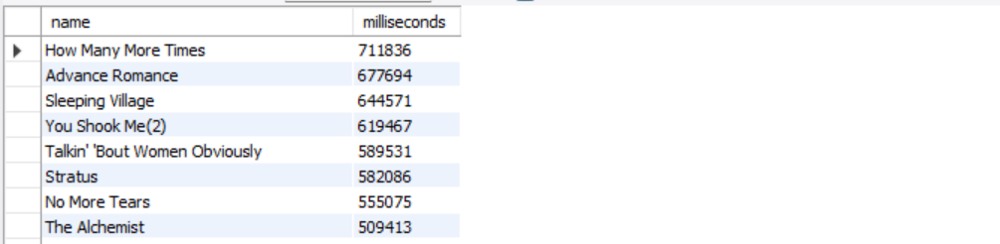 name milliseconds
How Many More Times 711836
Advance Romance 677694
Sleeping Village 644571
You Shook Me(2) 619467
Talkin' 'Bout Women Obviously 589531
Stratus 582086
No More Tears 555075
The Alchemist 509413